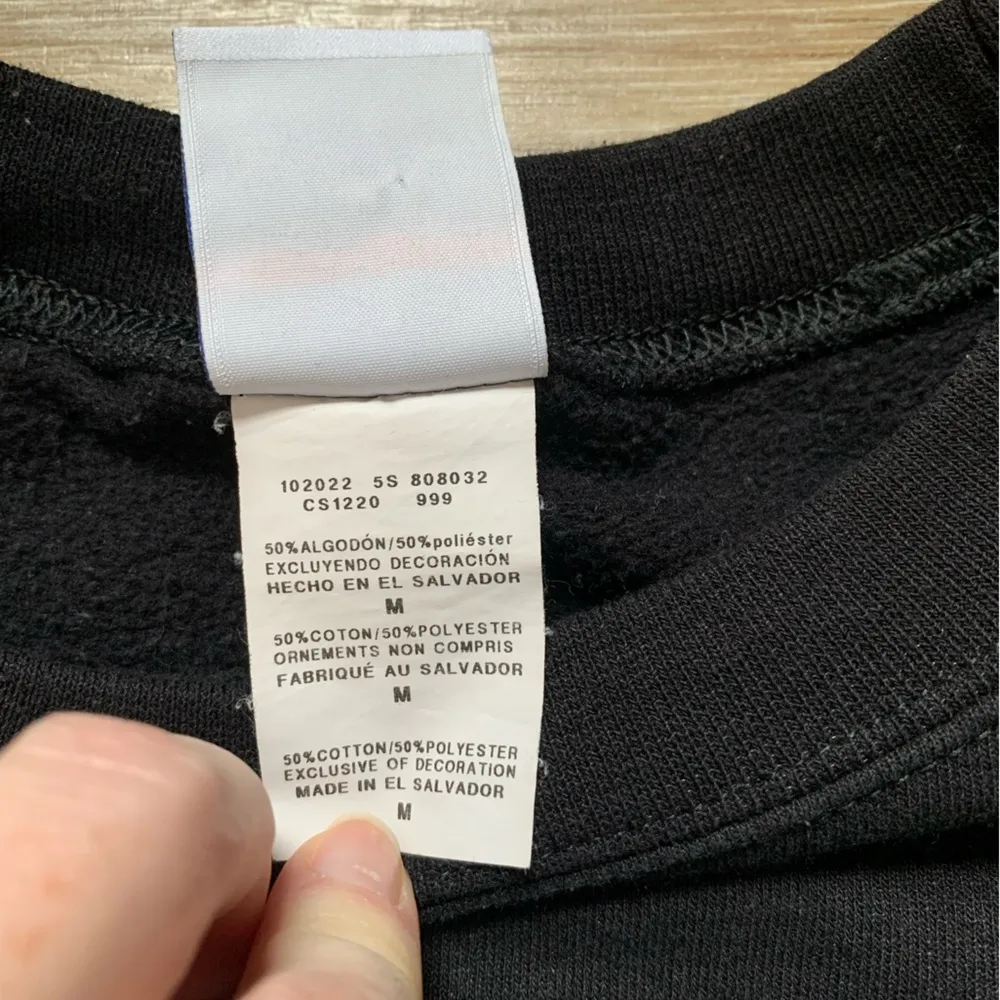 102022 5S 808032
CS1220 999
50%ALGODÓN/50%poliéster
EXCLUYENDO DECORACIÓN
HECHO EN EL SALVADOR
M
50%COTON/50%POLYESTER
ORNEMENTS NON COMPRIS
FABRIQUÉ AU SALVADOR
M
50%COTTON/50%POLYESTER
EXCLUSIVE OF DECORATION
MADE IN EL SALVADOR
M